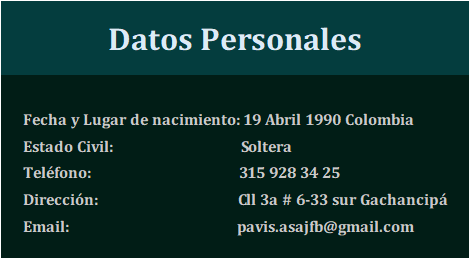 Datos Personales
Fecha y Lugar de nacimiento: 19 Abril 1990 Colombia
Estado Civil: Soltera
Teléfono: 315 928 34 25
Dirección: Cll 3a # 6-33 sur Gachancipá
Email: pavis.asajfb@gmail.com